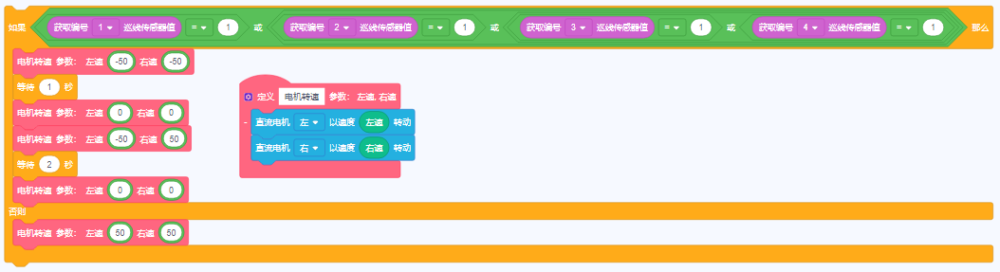 如果 获取编号 1 巡线传感器值 = 1 或 获取编号 2 巡线传感器值 = 1 或 获取编号 3 巡线传感器值 = 1 或 获取编号 4 巡线传感器值 = 1 那么
电机转速 参数: 左速 -50 右速 -50
等待 1 秒
电机转速 参数: 左速 0 右速 0
电机转速 参数: 左速 -50 右速 50
等待 2 秒
电机转速 参数: 左速 0 右速 0
否则
电机转速 参数: 左速 50 右速 50
定义 电机转速 参数: 左速, 右速
- 直流电机 左 以速度 左速 转动
直流电机 右 以速度 右速 转动